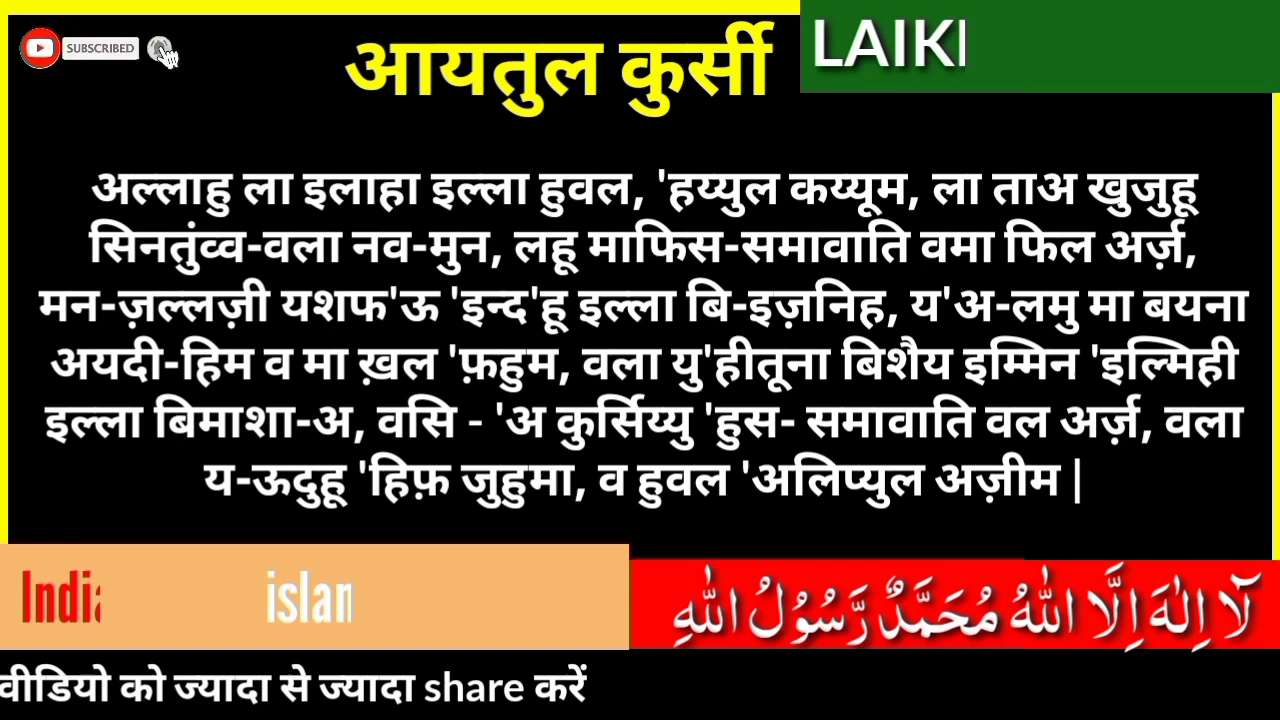 SUBSCRIBED
आयतुल कुर्सी
LAIK
अल्लाहु ला इलाहा इल्ला हुवल, 'हय्युल कय्यूम, ला ताअ खुजुहू
सिनतुंव्व-वला नव-मुन, लहू माफिस-समावाति वमा फिल अर्ज़,
मन-ज़ल्लज़ी यशफ'ऊ 'इन्द'हू इल्ला बि-इज़निह, य'अ-लमु मा बयना
अयदी-हिम व मा ख़ल 'फ़हुम, वला यु'हीतूना बिशैय इम्मिन 'इल्मिही
इल्ला बिमाशा-अ, वसि - 'अ कुर्सिय्यु 'हुस- समावाति वल अर्ज़, वला
य-ऊदुहू 'हिफ़ जुहुमा, व हुवल 'अलिप्युल अज़ीम |
India islam
لَآ اِلٰهَ اِلَّا اللّٰهُ مُحَمَّدٌ رَّسُوْلُ اللّٰهِ
वीडियो को ज्यादा से ज्यादा share करें